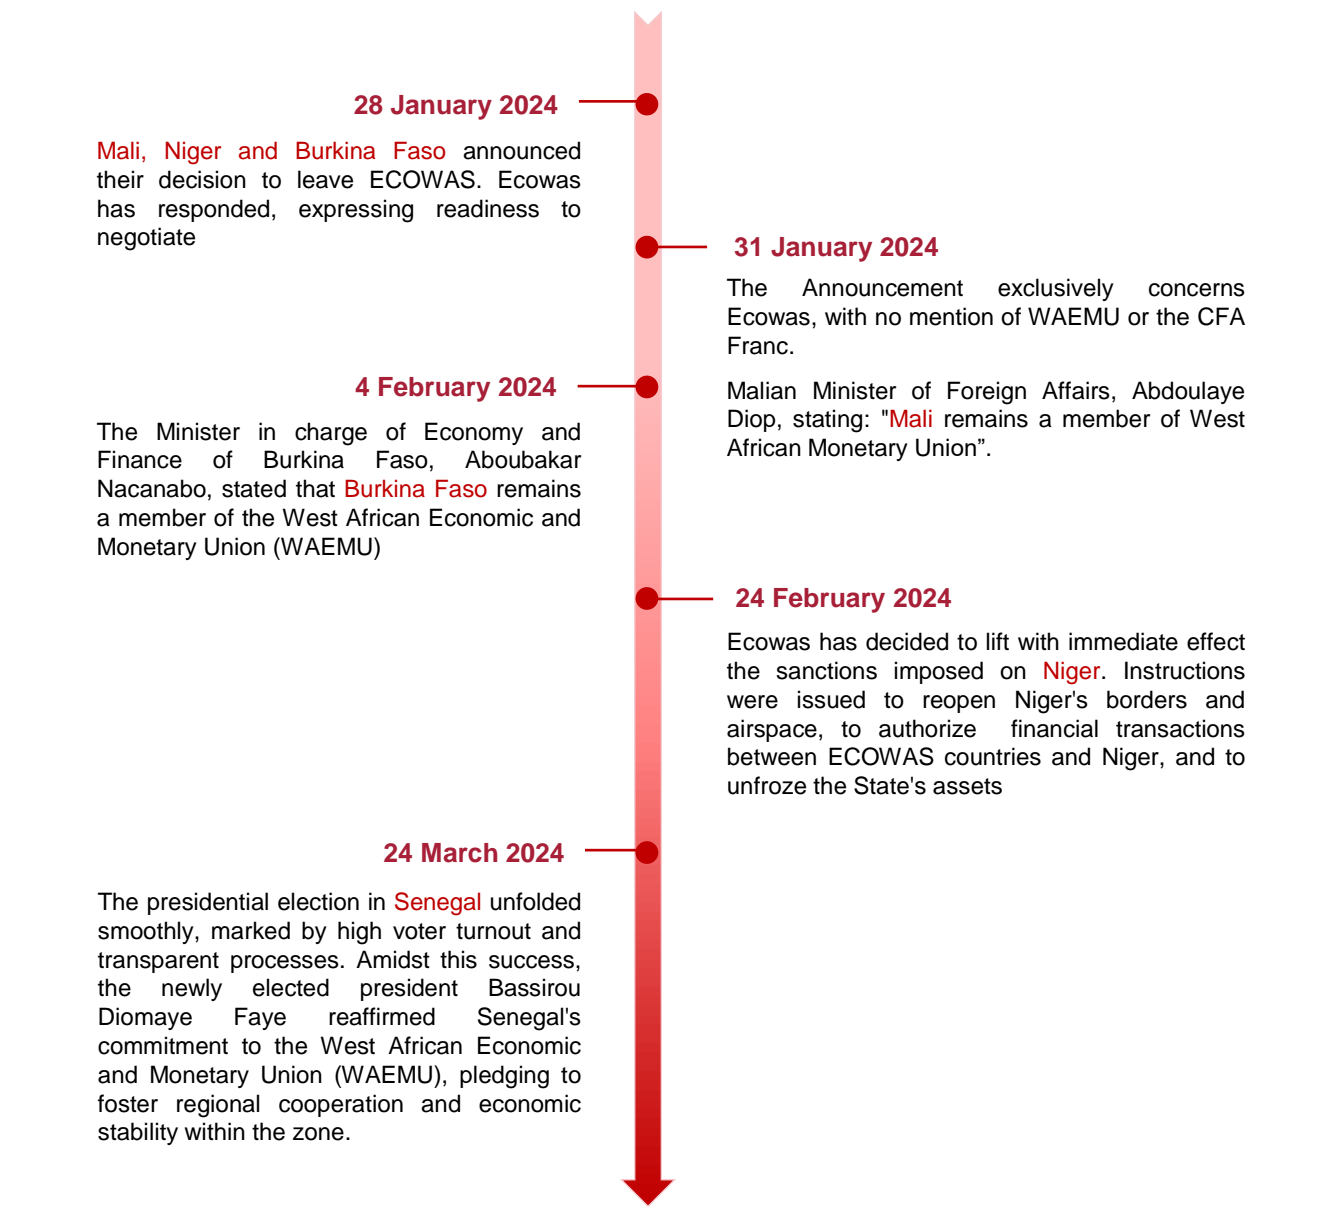 28 January 2024
Mali, Niger and Burkina Faso announced
their decision to leave ECOWAS. Ecowas
has responded, expressing readiness to
negotiate
31 January 2024
The Announcement exclusively concerns
Ecowas, with no mention of WAEMU or the CFA
Franc.
Malian Minister of Foreign Affairs, Abdoulaye
Diop, stating: "Mali remains a member of West
African Monetary Union”.
4 February 2024
The Minister in charge of Economy and
Finance of Burkina Faso, Aboubakar
Nacanabo, stated that Burkina Faso remains
a member of the West African Economic and
Monetary Union (WAEMU)
24 February 2024
Ecowas has decided to lift with immediate effect
the sanctions imposed on Niger. Instructions
were issued to reopen Niger's borders and
airspace, to authorize financial transactions
between ECOWAS countries and Niger, and to
unfroze the State's assets
24 March 2024
The presidential election in Senegal unfolded
smoothly, marked by high voter turnout and
transparent processes. Amidst this success,
the newly elected president Bassirou
Diomaye Faye reaffirmed Senegal's
commitment to the West African Economic
and Monetary Union (WAEMU), pledging to
foster regional cooperation and economic
stability within the zone.